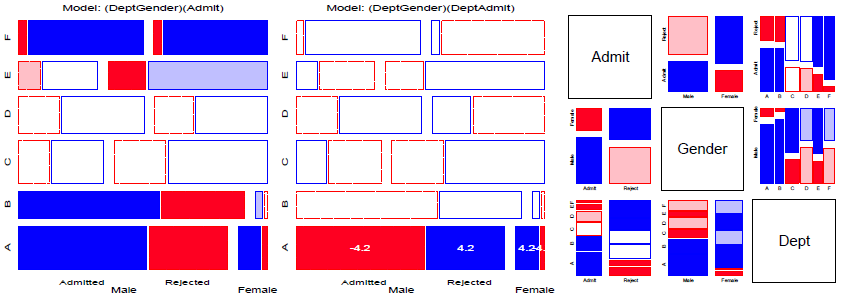 Model: (DeptGender)(Admit)
F
E
D
C
B
A
Admitted
Rejected
Male
Female
Model: (DeptGender)(DeptAdmit)
F
E
D
C
B
A
-4.2
4.2
4.2
-4.
Admitted
Rejected
Male
Female
Admit
Reject
Admit
Male
Female
Reject
Admit
A B C D E F
Female
Male
Admit
Reject
Gender
Female
Male
A B C D E F
A B C D EF
Admit
Reject
A B C D E F
Male
Female
Dept